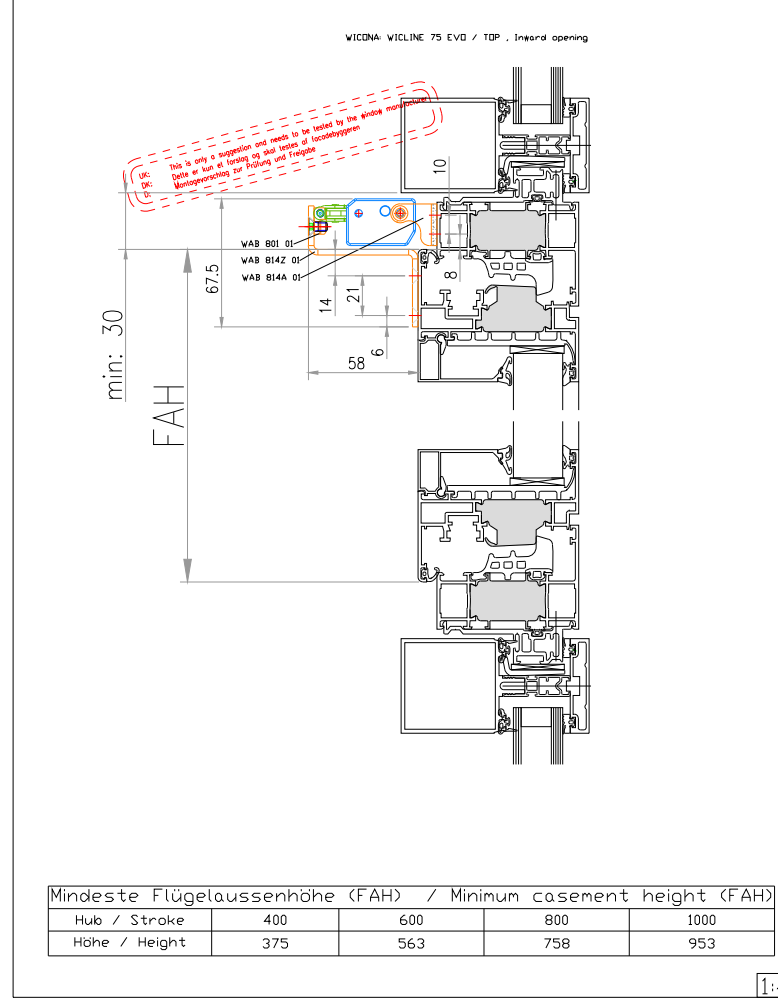 WICONA: WICLINE 75 EVO / TOP , Inward opening
UK: This is only a suggestion and needs to be tested by the window manufacturer
DK: Dette er kun et forslag og skal testes af facadebyggeren
D: Montagevorschlag zur Prüfung und Freigabe
10
WAB 801 01
WAB 814Z 01
WAB 814A 01
67.5
14
21
8
6
58
min: 30
FAH
Mindeste Flügelaussenhöhe (FAH) / Minimum casement height (FAH)
Hub / Stroke 400 600 800 1000
Höhe / Height 375 563 758 953